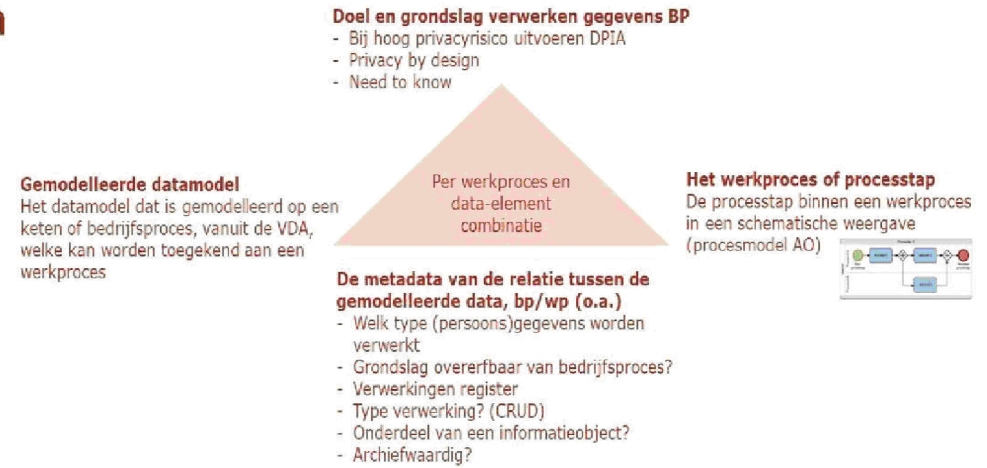 Doel en grondslag verwerken gegevens BP
- Bij hoog privacyrisico uitvoeren DPIA
- Privacy by design
- Need to know
Gemodelleerde datamodel
Het datamodel dat is gemodelleerd op een
keten of bedrijfsproces, vanuit de VDA,
welke kan worden toegekend aan een
werkproces
Per werkproces en
data-element
combinatie
Het werkproces of processtap
De processtap binnen een werkproces
in een schematische weergave
(procesmodel AO)
De metadata van de relatie tussen de
gemodelleerde data, bp/wp (o.a.)
- Welk type (persoons)gegevens worden
verwerkt
- Grondslag overerfbaar van bedrijfsproces?
- Verwerkingen register
- Type verwerking? (CRUD)
- Onderdeel van een informatieobject?
- Archiefwaardig?